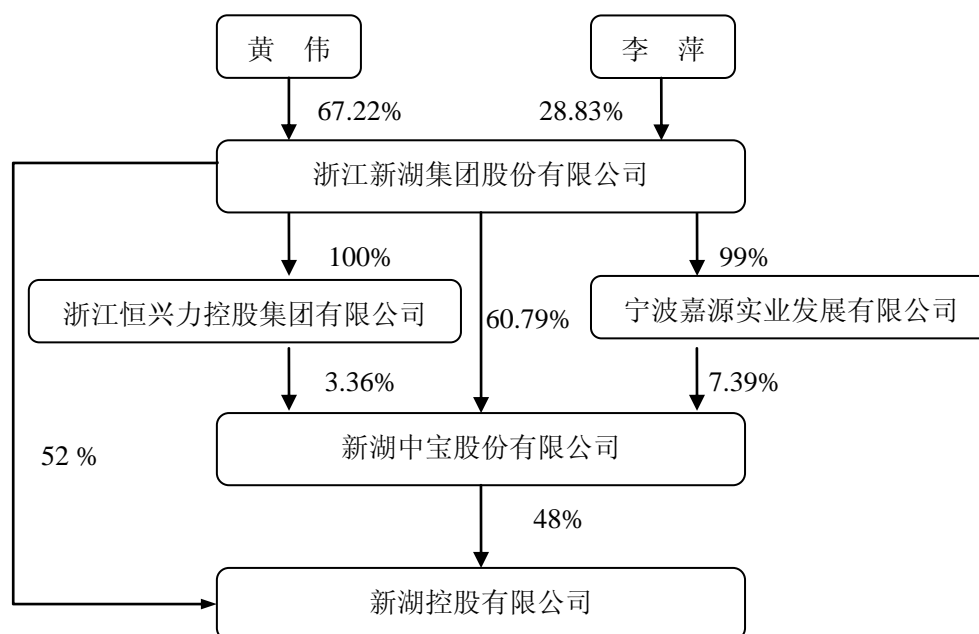 黄　伟
李　萍
67.22%
28.83%
浙江新湖集团股份有限公司
100%
99%
浙江恒兴力控股集团有限公司
60.79%
宁波嘉源实业发展有限公司
3.36%
7.39%
新湖中宝股份有限公司
52 %
48%
新湖控股有限公司